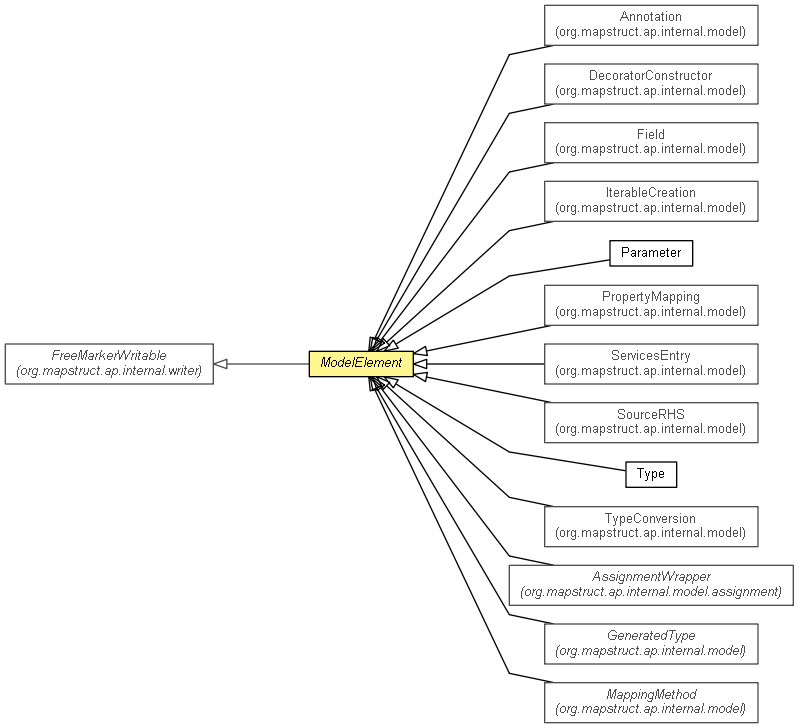 Annotation
(org.mapstruct.ap.internal.model)
DecoratorConstructor
(org.mapstruct.ap.internal.model)
Field
(org.mapstruct.ap.internal.model)
IterableCreation
(org.mapstruct.ap.internal.model)
Parameter
PropertyMapping
(org.mapstruct.ap.internal.model)
FreeMarkerWritable
(org.mapstruct.ap.internal.writer)
ModelElement
ServicesEntry
(org.mapstruct.ap.internal.model)
SourceRHS
(org.mapstruct.ap.internal.model)
Type
TypeConversion
(org.mapstruct.ap.internal.model)
AssignmentWrapper
(org.mapstruct.ap.internal.model.assignment)
GeneratedType
(org.mapstruct.ap.internal.model)
MappingMethod
(org.mapstruct.ap.internal.model)